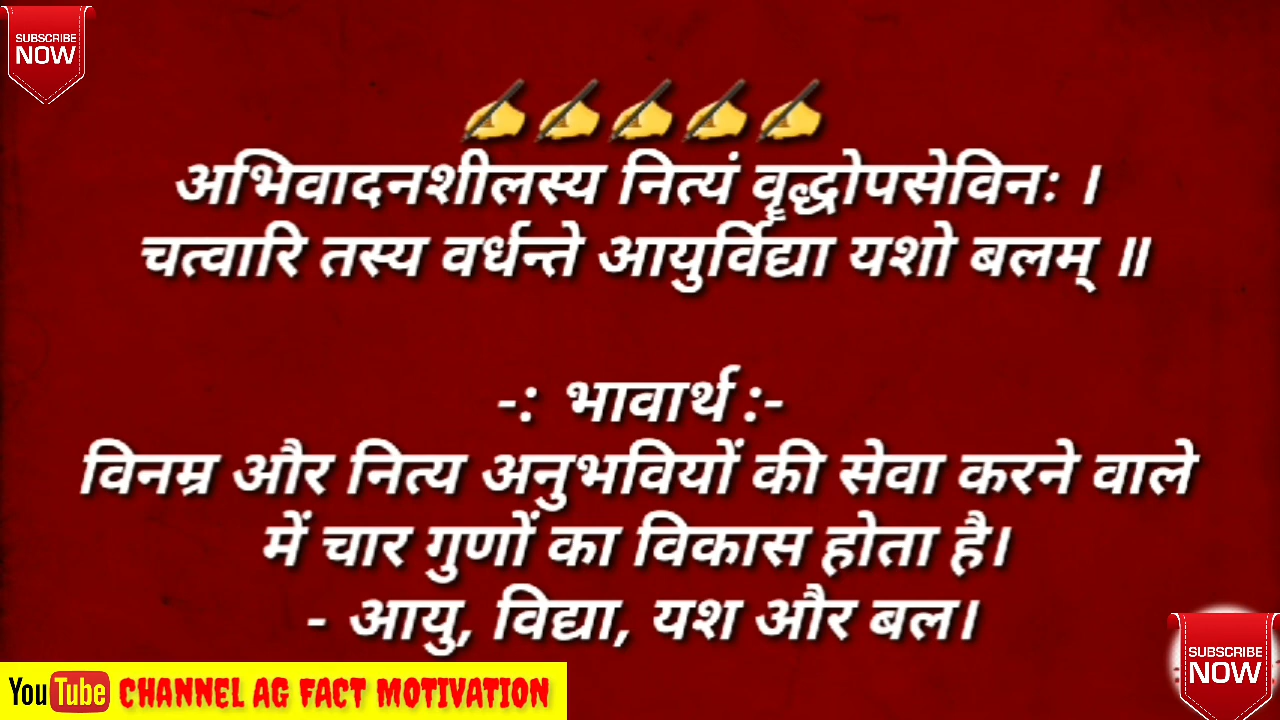 SUBSCRIBE
NOW
✍✍✍✍✍
अभिवादनशीलस्य नित्यं वृद्धोपसेविनः ।
चत्वारि तस्य वर्धन्ते आयुर्विद्या यशो बलम् ॥
-: भावार्थ :-
विनम्र और नित्य अनुभवियों की सेवा करने वाले
में चार गुणों का विकास होता है।
- आयु, विद्या, यश और बल।
SUBSCRIBE
NOW
YouTube CHANNEL AG FACT MOTIVATION